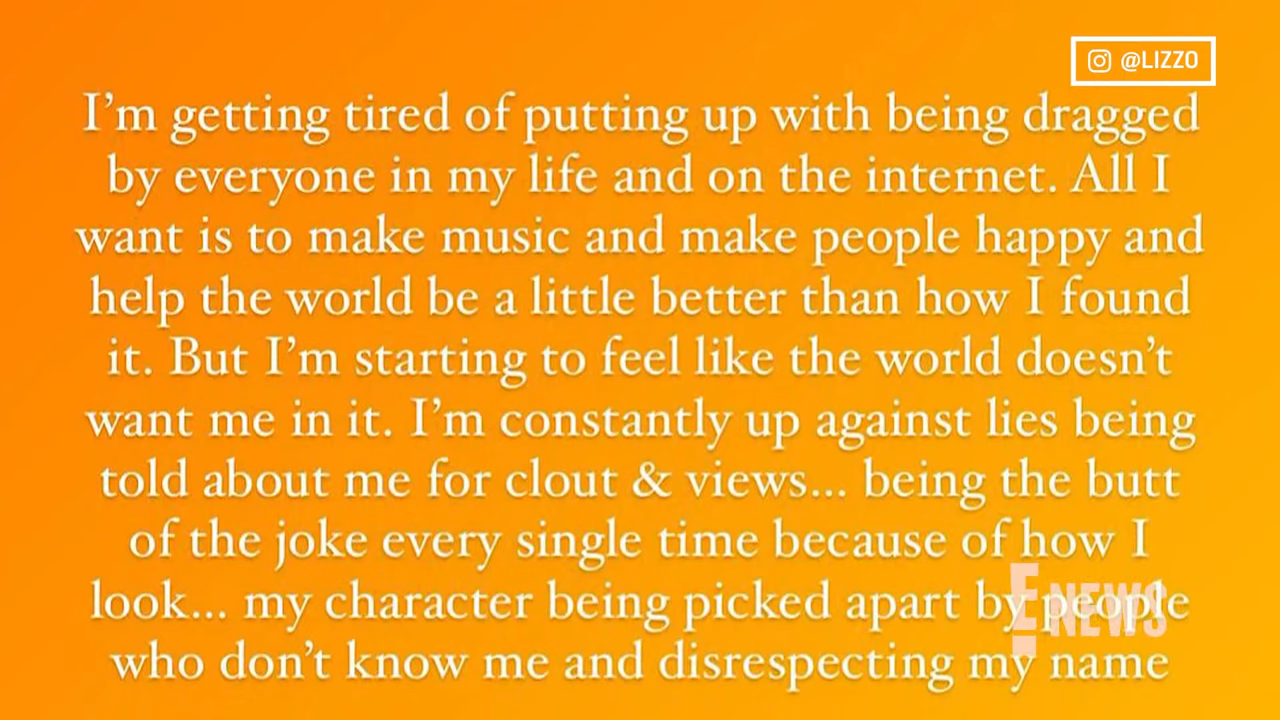 @LIZZO
I'm getting tired of putting up with being dragged
by everyone in my life and on the internet. All I
want is to make music and make people happy and
help the world be a little better than how I found
it. But I'm starting to feel like the world doesn't
want me in it. I'm constantly up against lies being
told about me for clout & views... being the butt
of the joke every single time because of how I
look... my character being picked apart by people
who don't know me and disrespecting my name
E NEWS